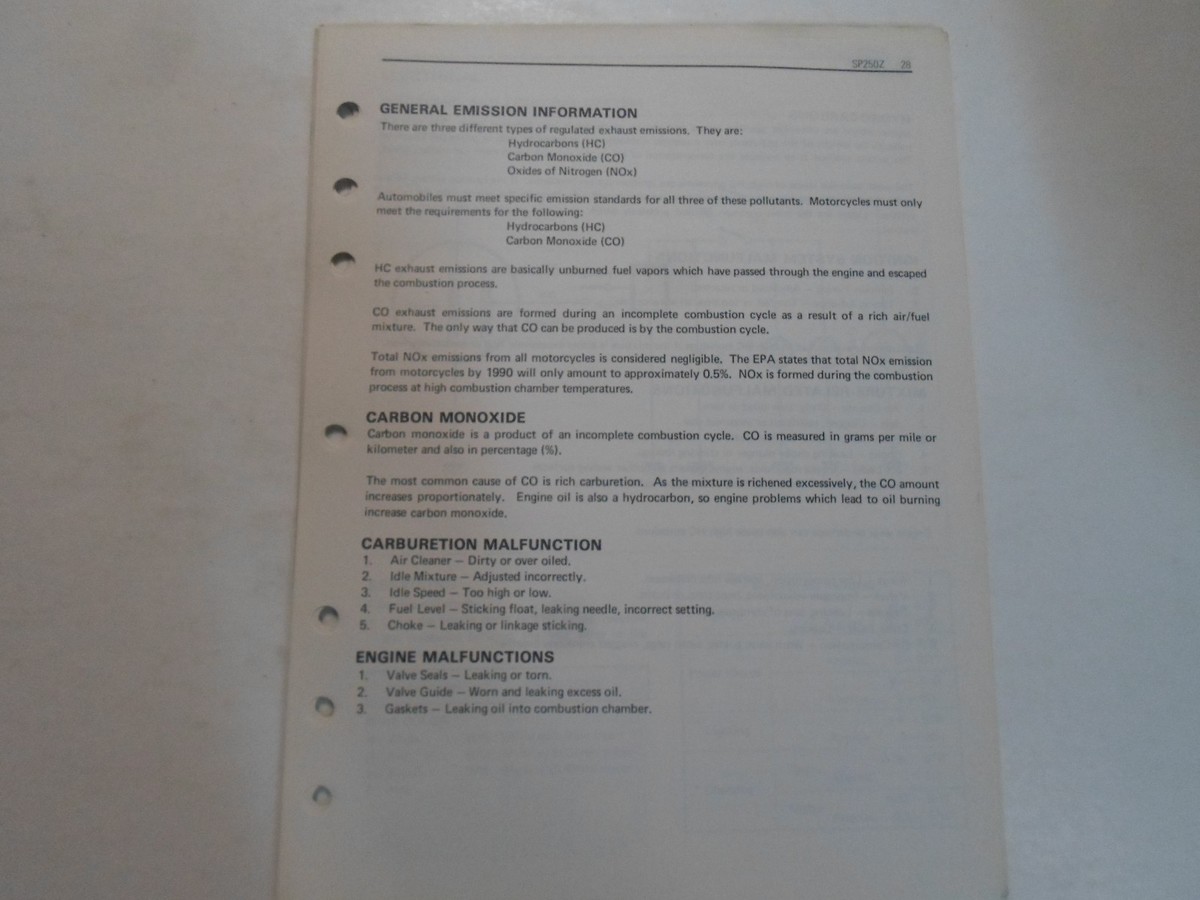 SP250Z 28
GENERAL EMISSION INFORMATION
There are three different types of regulated exhaust emissions. They are:
Hydrocarbons (HC)
Carbon Monoxide (CO)
Oxides of Nitrogen (NOx)
Automobiles must meet specific emission standards for all three of these pollutants. Motorcycles must only
meet the requirements for the following:
Hydrocarbons (HC)
Carbon Monoxide (CO)
HC exhaust emissions are basically unburned fuel vapors which have passed through the engine and escaped
the combustion process.
CO exhaust emissions are formed during an incomplete combustion cycle as a result of a rich air/fuel
mixture. The only way that CO can be produced is by the combustion cycle.
Total NOx emissions from all motorcycles is considered negligible. The EPA states that total NOx emission
from motorcycles by 1990 will only amount to approximately 0.5%. NOx is formed during the combustion
process at high combustion chamber temperatures.
CARBON MONOXIDE
Carbon monoxide is a product of an incomplete combustion cycle. CO is measured in grams per mile or
kilometer and also in percentage (%).
The most common cause of CO is rich carburetion. As the mixture is richened excessively, the CO amount
increases proportionately. Engine oil is also a hydrocarbon, so engine problems which lead to oil burning
increase carbon monoxide.
CARBURETION MALFUNCTION
1. Air Cleaner — Dirty or over oiled.
2. Idle Mixture — Adjusted incorrectly.
3. Idle Speed — Too high or low.
4. Fuel Level — Sticking float, leaking needle, incorrect setting.
5. Choke — Leaking or linkage sticking.
ENGINE MALFUNCTIONS
1. Valve Seals — Leaking or torn.
2. Valve Guide — Worn and leaking excess oil.
3. Gaskets — Leaking oil into combustion chamber.